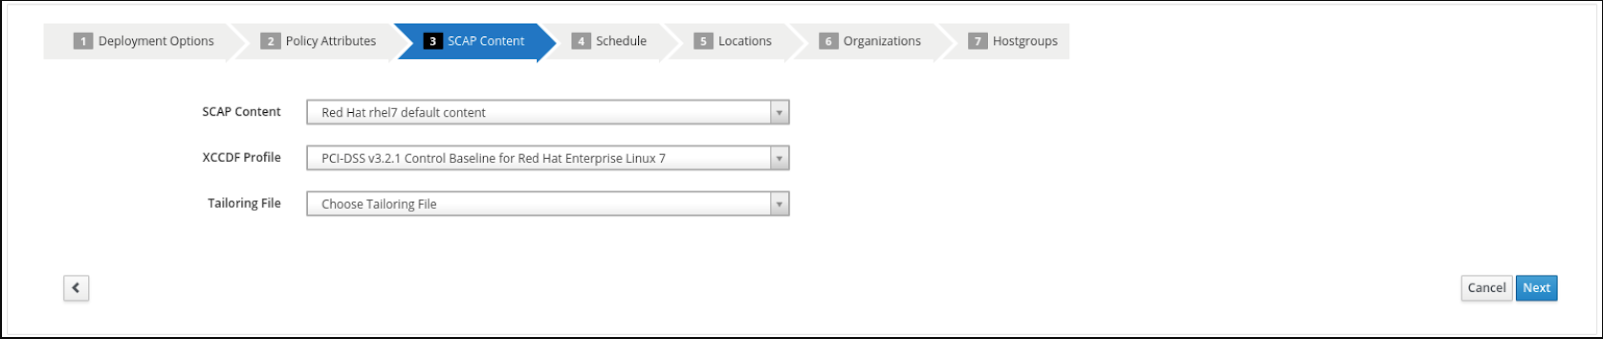 1 Deployment Options 2 Policy Attributes 3 SCAP Content 4 Schedule 5 Locations 6 Organizations 7 Hostgroups
SCAP Content Red Hat rhel7 default content
XCCDF Profile PCI-DSS v3.2.1 Control Baseline for Red Hat Enterprise Linux 7
Tailoring File Choose Tailoring File
Cancel Next